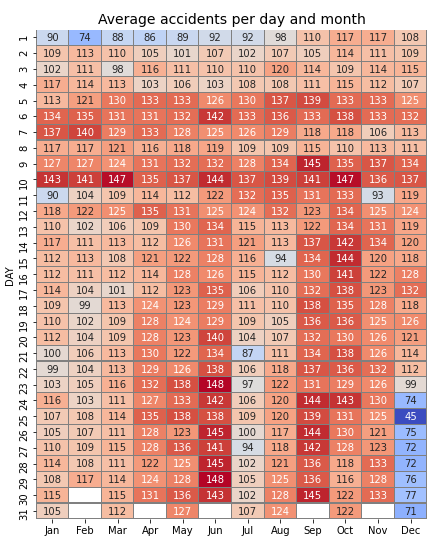 Average accidents per day and month
1 90 74 88 86 89 92 92 98 110 117 117 108
2 109 113 110 105 101 107 102 107 105 114 111 109
3 102 111 98 116 111 110 110 120 114 109 114 115
4 117 114 113 103 106 103 108 108 111 115 112 107
5 113 121 130 133 133 126 130 137 139 133 133 125
6 134 135 131 131 132 142 133 136 133 138 133 132
7 137 140 129 133 128 125 126 129 118 118 106 113
8 117 117 121 116 118 119 109 109 115 110 113 111
9 127 127 124 131 132 132 128 134 145 135 137 134
10 143 141 147 135 137 144 137 139 141 147 136 137
11 90 104 109 114 112 122 132 135 131 133 93 119
12 118 122 125 135 131 125 124 132 123 134 125 124
13 110 102 106 109 130 134 115 113 122 134 131 119
14 117 111 113 112 126 131 121 113 137 142 134 120
15 112 113 108 121 122 128 116 94 134 144 120 118
16 112 111 112 114 128 126 115 112 130 141 122 128
17 114 104 101 112 123 135 106 110 132 138 123 132
18 109 99 113 124 123 129 111 110 138 135 128 118
19 110 102 109 128 124 129 109 105 136 136 125 126
20 112 104 109 128 123 140 104 107 132 130 126 121
21 100 106 113 130 122 134 87 111 134 138 126 114
22 99 104 113 129 126 138 106 118 137 136 132 112
23 103 105 116 132 138 148 97 122 131 129 126 99
24 116 103 111 127 133 142 106 120 144 143 130 74
25 107 108 114 135 138 138 109 120 139 131 125 45
26 105 107 111 128 123 145 100 117 144 130 121 75
27 110 109 115 128 136 141 94 118 142 128 123 72
28 114 108 111 122 125 145 102 121 136 118 133 72
29 108 117 114 124 128 148 105 125 136 116 128 76
30 115 115 131 136 143 102 128 145 122 133 77
31 105 112 127 107 124 122 71
DAY
Jan Feb Mar Apr May Jun Jul Aug Sep Oct Nov Dec